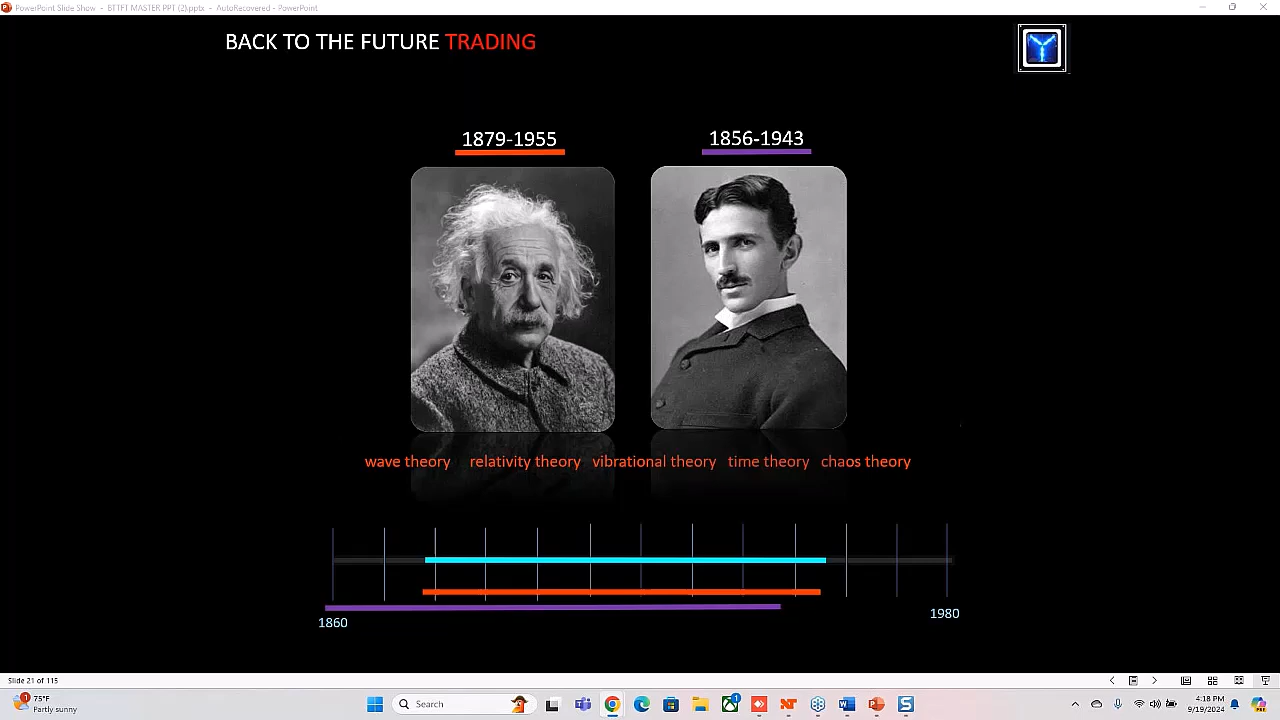 PowerPoint Slide Show - BTTFT MASTER PPT (2).pptx - AutoRecovered - PowerPoint
BACK TO THE FUTURE TRADING
1879-1955 1856-1943
wave theory relativity theory vibrational theory time theory chaos theory
1860 1980
Slide 21 of 115
1
75°F
Partly sunny
Search
1
4:18 PM
9/19/2024